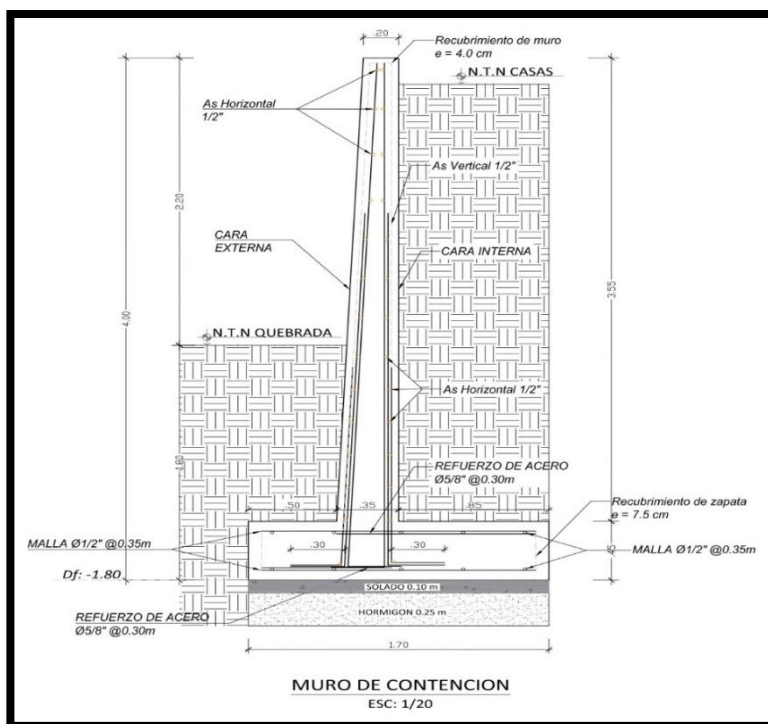 .20
Recubrimiento de muro
e = 4.0 cm
N.T.N CASAS
As Horizontal
1/2"
As Vertical 1/2"
2.20
CARA
EXTERNA
CARA INTERNA
4.00
3.55
N.T.N QUEBRADA
As Horizontal 1/2"
1.80
REFUERZO DE ACERO
Ø5/8" @0.30m
.50
.35
.85
Recubrimiento de zapata
e = 7.5 cm
MALLA Ø1/2" @0.35m
.30
.30
MALLA Ø1/2" @0.35m
.45
Df: -1.80
SOLADO 0.10 m
HORMIGON 0.25 m
REFUERZO DE ACERO
Ø5/8" @0.30m
1.70
MURO DE CONTENCION
ESC: 1/20